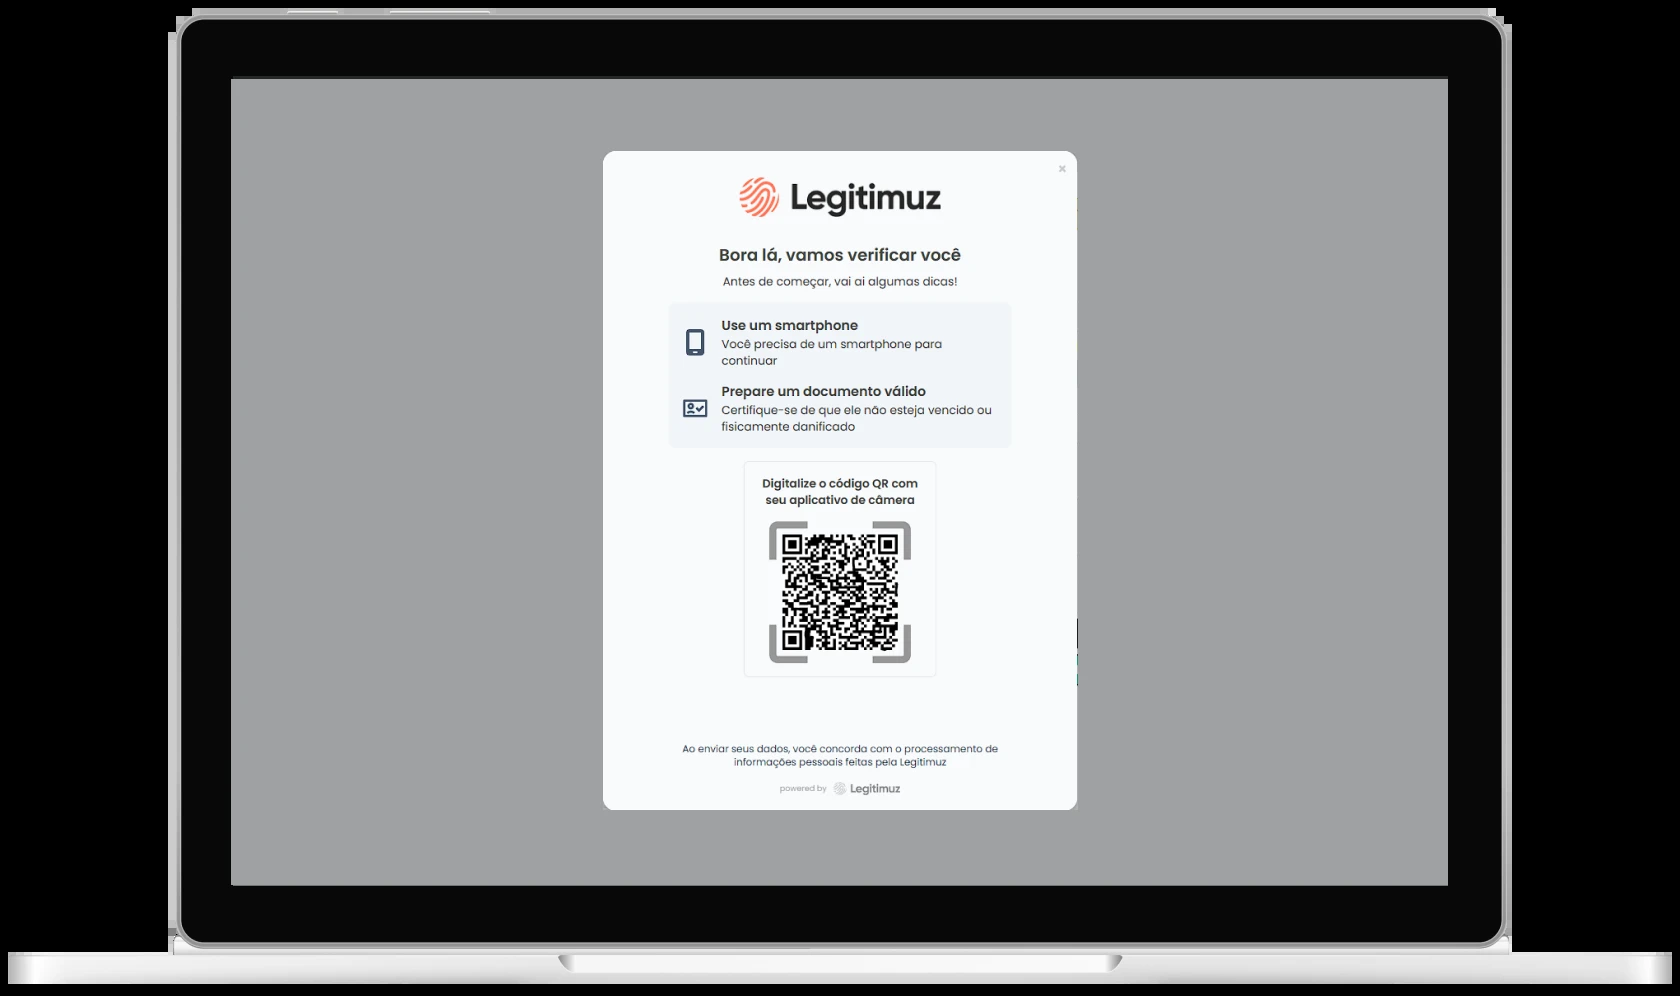 Legitimuz
Bora lá, vamos verificar você
Antes de começar, vai ai algumas dicas!
Use um smartphone
Você precisa de um smartphone para
continuar
Prepare um documento válido
Certifique-se de que ele não esteja vencido ou
fisicamente danificado
Digitalize o código QR com
seu aplicativo de câmera
Ao enviar seus dados, você concorda com o processamento de
informações pessoais feitas pela Legitimuz
powered by Legitimuz